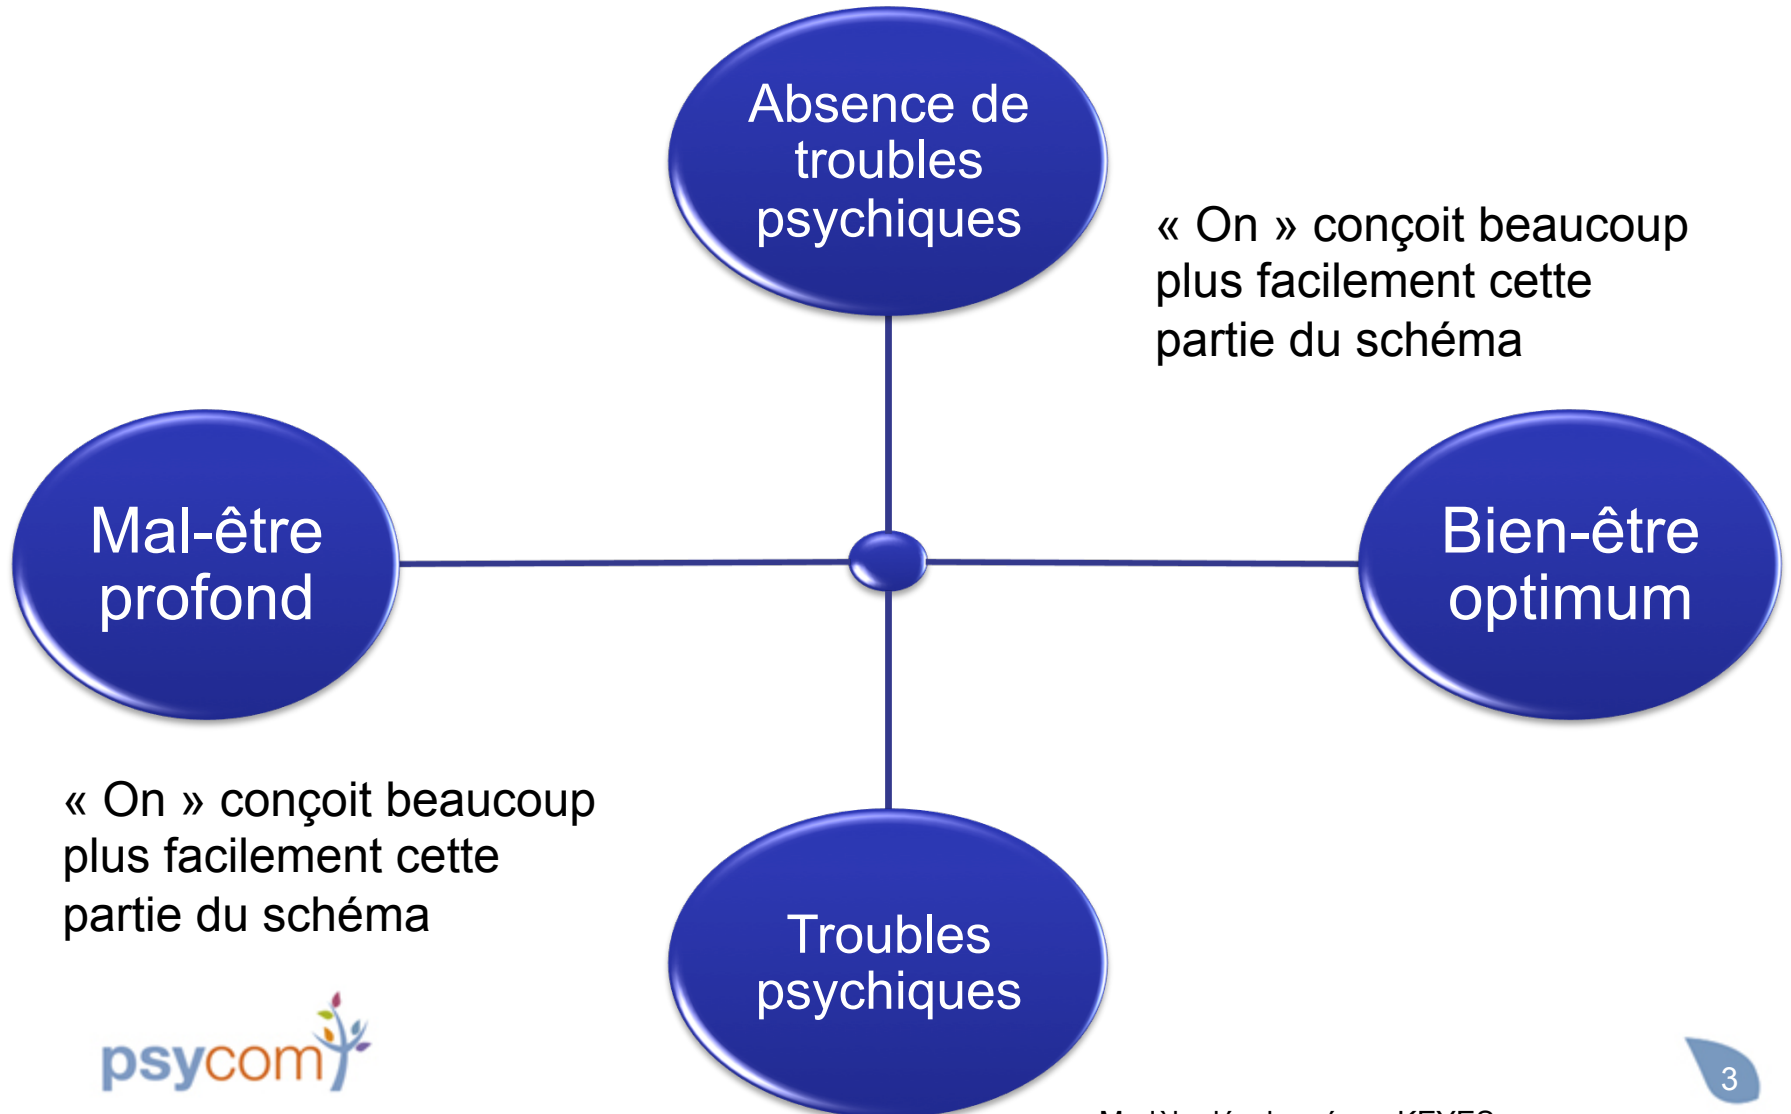 Absence de
troubles
psychiques
« On » conçoit beaucoup
plus facilement cette
partie du schéma
Mal-être
profond
Bien-être
optimum
« On » conçoit beaucoup
plus facilement cette
partie du schéma
Troubles
psychiques
psycom
3
KEYES